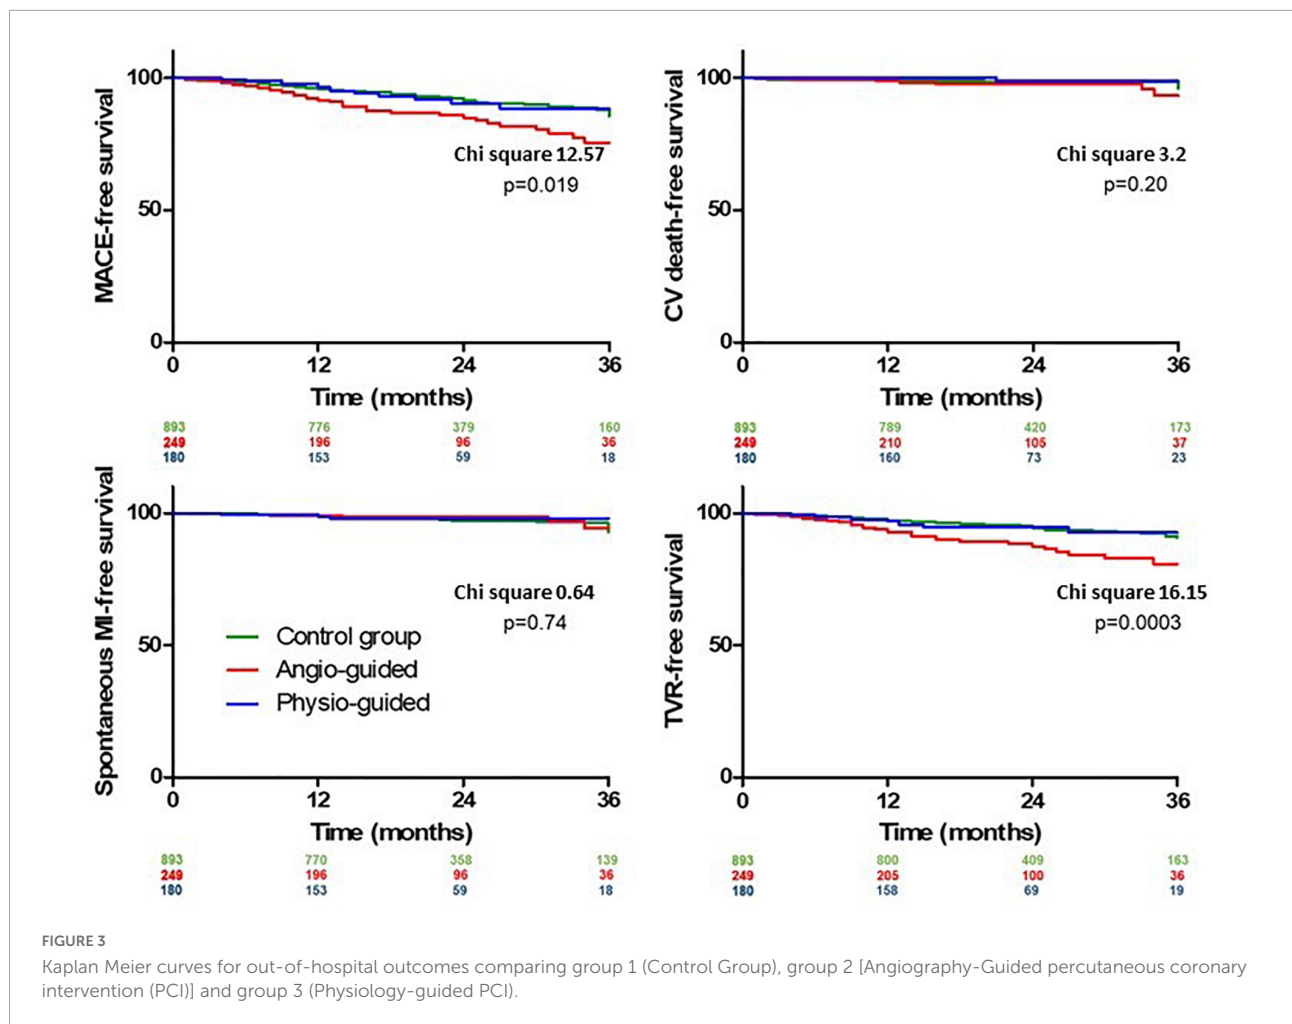 MACE-free survival
100
50
0
0 12 24 36
Time (months)
Chi square 12.57
p=0.019
893 776 379 160
249 196 96 36
180 153 59 18
CV death-free survival
100
50
0
0 12 24 36
Time (months)
Chi square 3.2
p=0.20
893 789 420 173
249 210 105 37
180 160 73 23
Spontaneous MI-free survival
100
50
0
0 12 24 36
Time (months)
Chi square 0.64
p=0.74
Control group
Angio-guided
Physio-guided
893 770 358 139
249 196 96 36
180 153 59 18
TVR-free survival
100
50
0
0 12 24 36
Time (months)
Chi square 16.15
p=0.0003
893 800 409 163
249 205 100 36
180 158 69 19
FIGURE 3
Kaplan Meier curves for out-of-hospital outcomes comparing group 1 (Control Group), group 2 [Angiography-Guided percutaneous coronary
intervention (PCI)] and group 3 (Physiology-guided PCI).